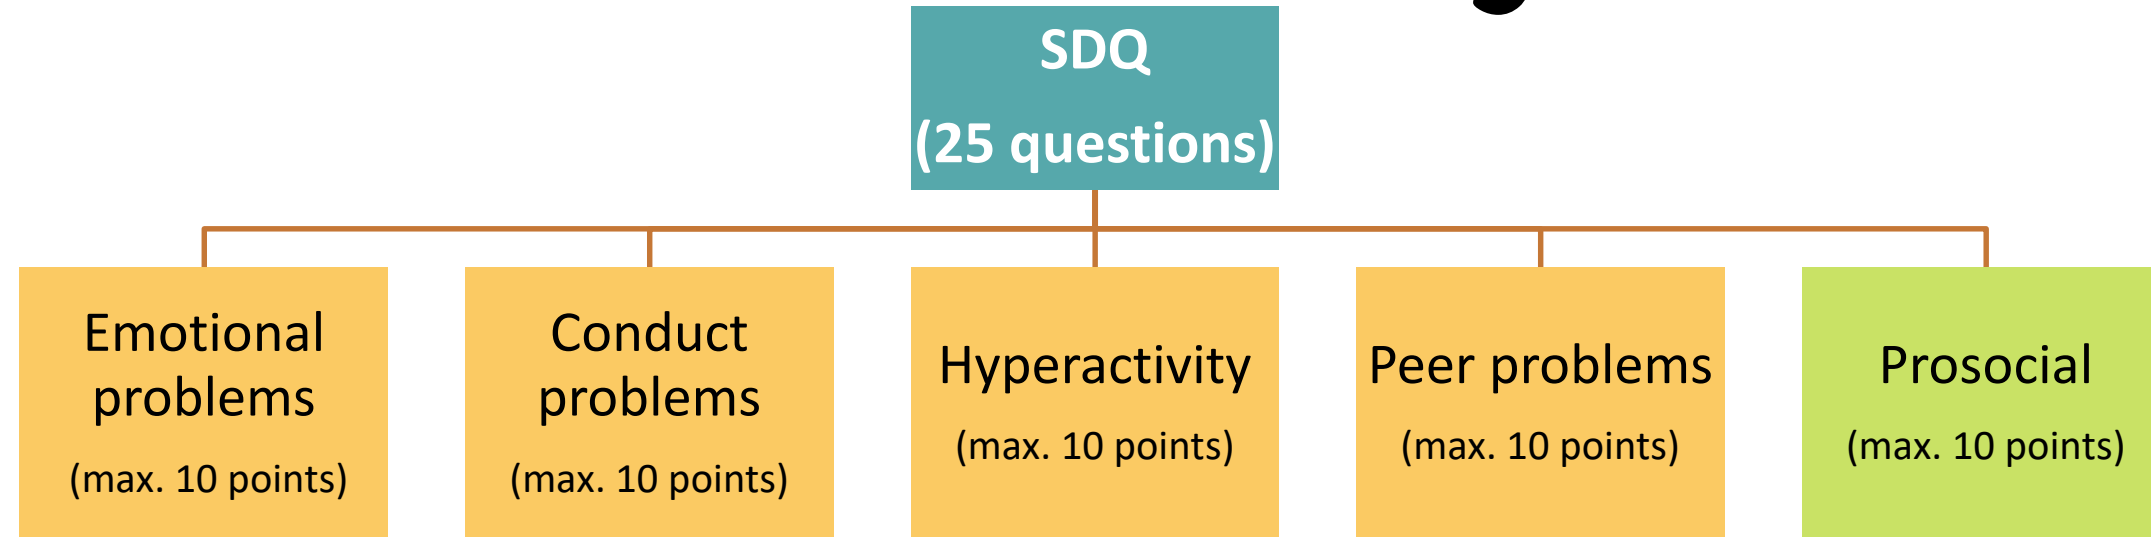 SDQ
(25 questions)
Emotional
problems
(max. 10 points)
Conduct
problems
(max. 10 points)
Hyperactivity
(max. 10 points)
Peer problems
(max. 10 points)
Prosocial
(max. 10 points)